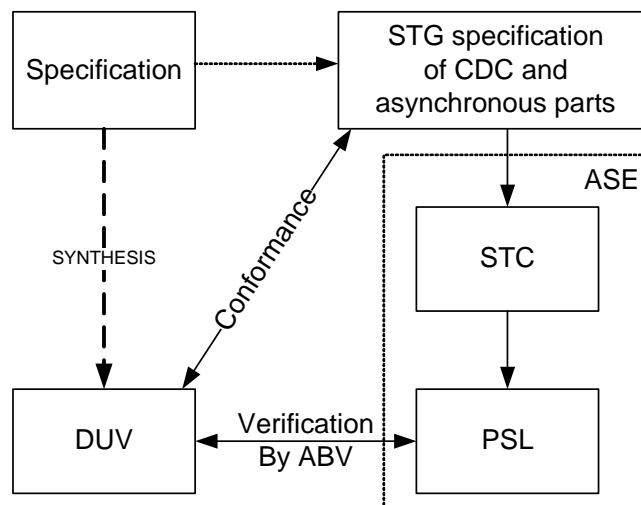 Specification
STG specification
of CDC and
asynchronous parts
ASE
SYNTHESIS
Conformance
STC
DUV
Verification
By ABV
PSL